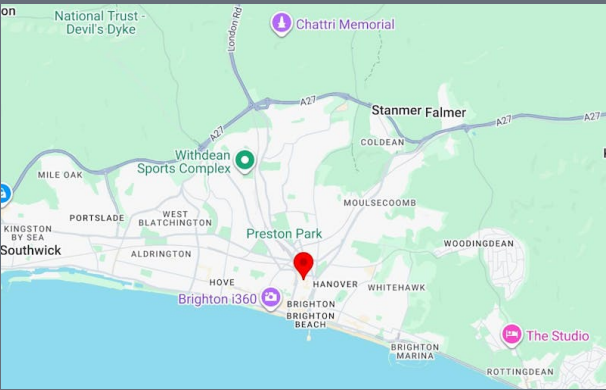 on
National Trust -
Devil's Dyke
London Rd
Chattri Memorial
A27
A27
A27
A27
Stanmer
Falmer
COLDEAN
Withdean
Sports Complex
MILE OAK
PORTSLADE
WEST
BLATCHINGTON
MOULSECOOMB
KINGSTON
BY SEA
Southwick
ALDRINGTON
Preston Park
WOODINGDEAN
HOVE
HANOVER
WHITEHAWK
Brighton i360
BRIGHTON
BRIGHTON
BEACH
BRIGHTON
MARINA
The Studio
ROTTINGDEAN